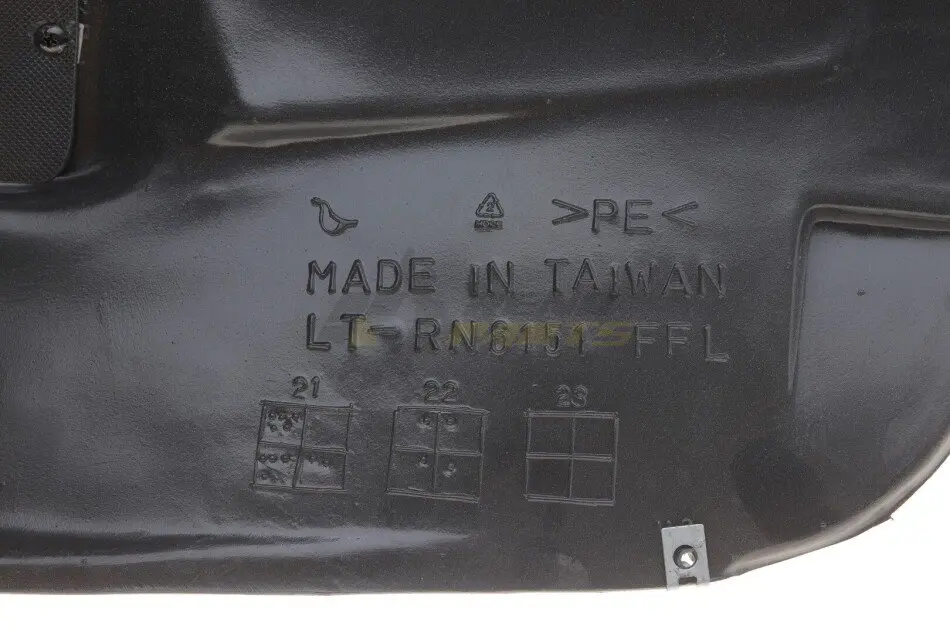 >PE<
MADE IN TAIWAN
LT-RN6151 FFL
21 22 23